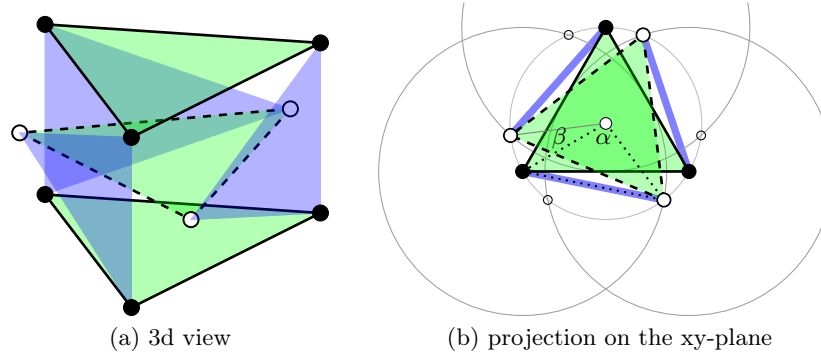 β α
(a) 3d view
(b) projection on the xy-plane